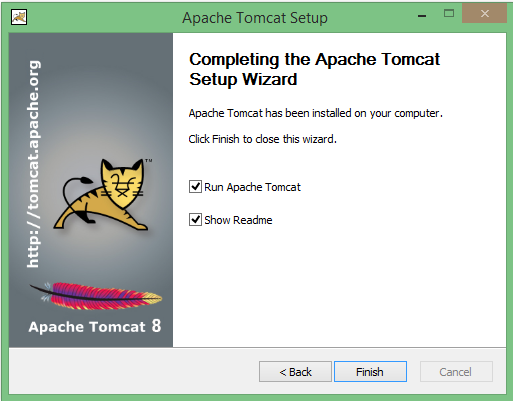 Apache Tomcat Setup
http://tomcat.apache.org
TM
Apache Tomcat 8
Completing the Apache Tomcat
Setup Wizard
Apache Tomcat has been installed on your computer.
Click Finish to close this wizard.
Run Apache Tomcat
Show Readme
< Back
Finish
Cancel